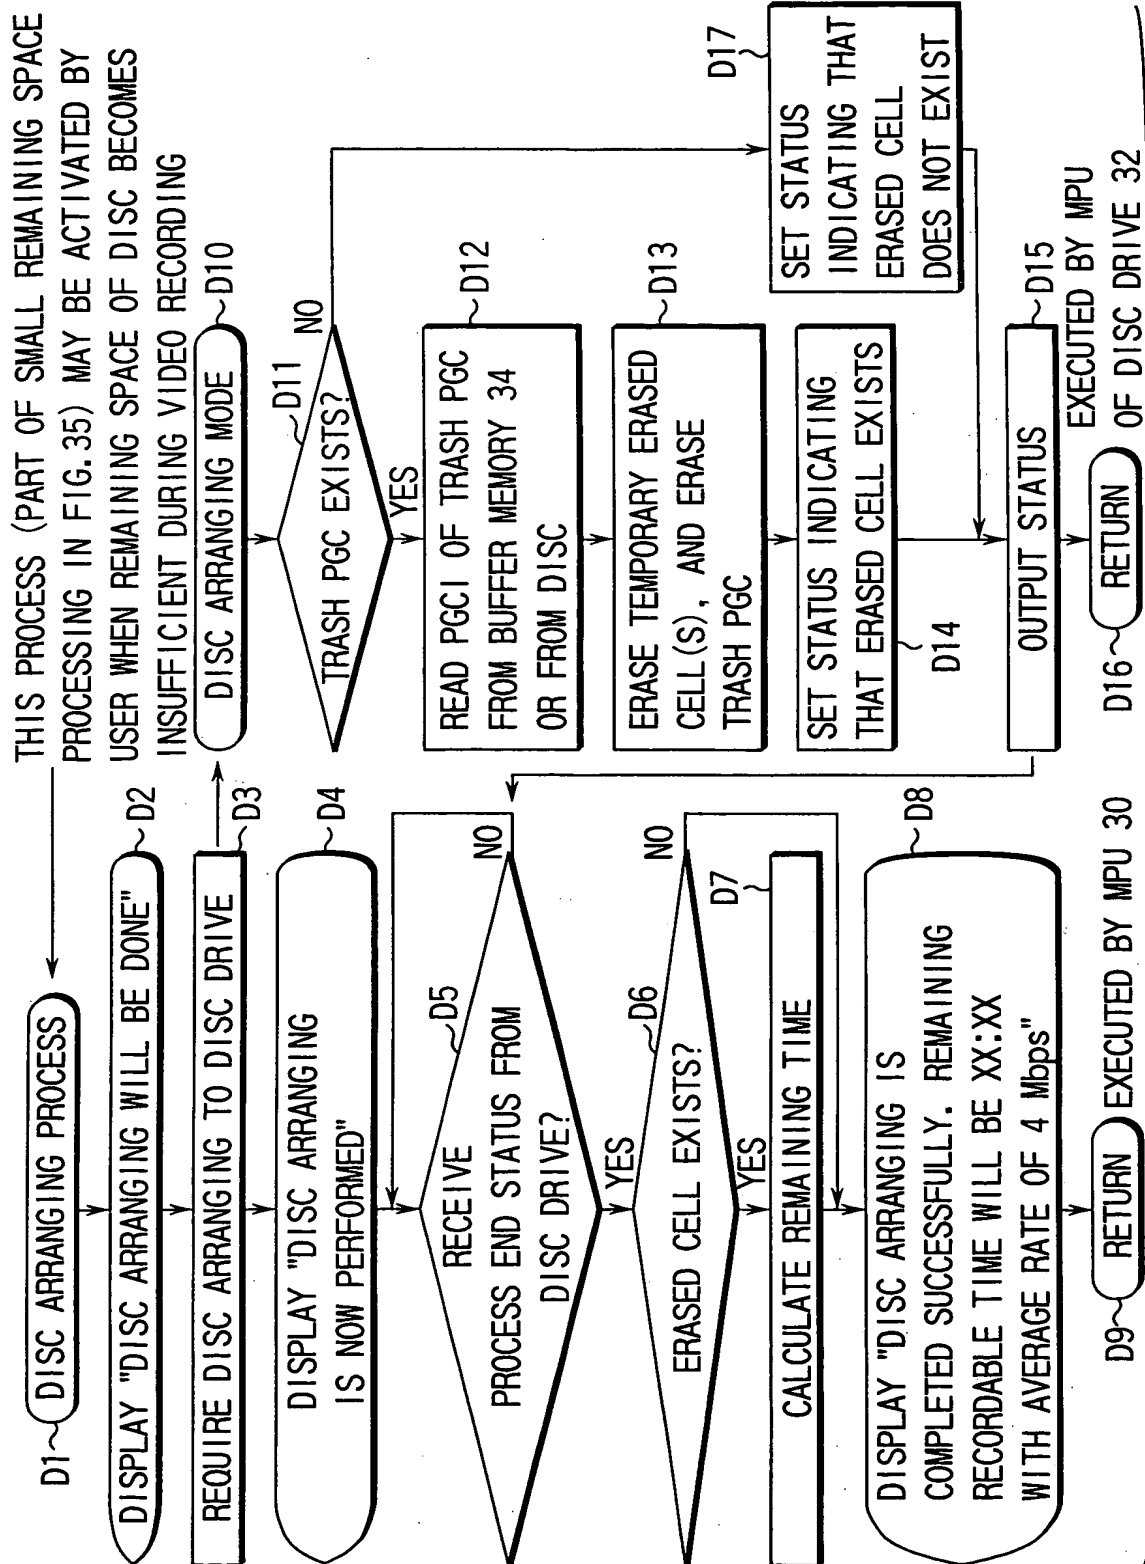 THIS PROCESS (PART OF SMALL REMAINING SPACE
PROCESSING IN FIG.35) MAY BE ACTIVATED BY
USER WHEN REMAINING SPACE OF DISC BECOMES
INSUFFICIENT DURING VIDEO RECORDING
D1
DISC ARRANGING PROCESS
DISPLAY "DISC ARRANGING WILL BE DONE"
D2
REQUIRE DISC ARRANGING TO DISC DRIVE
D3
DISPLAY "DISC ARRANGING
IS NOW PERFORMED"
D4
RECEIVE
PROCESS END STATUS FROM
DISC DRIVE?
D5
NO
YES
ERASED CELL EXISTS?
D6
NO
YES
CALCULATE REMAINING TIME
D7
DISPLAY "DISC ARRANGING IS
COMPLETED SUCCESSFULLY. REMAINING
RECORDABLE TIME WILL BE XX:XX
WITH AVERAGE RATE OF 4 Mbps"
D8
D9
RETURN
EXECUTED BY MPU 30
DISC ARRANGING MODE
D10
TRASH PGC EXISTS?
D11
NO
YES
READ PGCI OF TRASH PGC
FROM BUFFER MEMORY 34
OR FROM DISC
D12
ERASE TEMPORARY ERASED
CELL(S), AND ERASE
TRASH PGC
D13
SET STATUS INDICATING
THAT ERASED CELL EXISTS
D14
SET STATUS
INDICATING THAT
ERASED CELL
DOES NOT EXIST
D17
OUTPUT STATUS
D15
D16
RETURN
EXECUTED BY MPU
OF DISC DRIVE 32